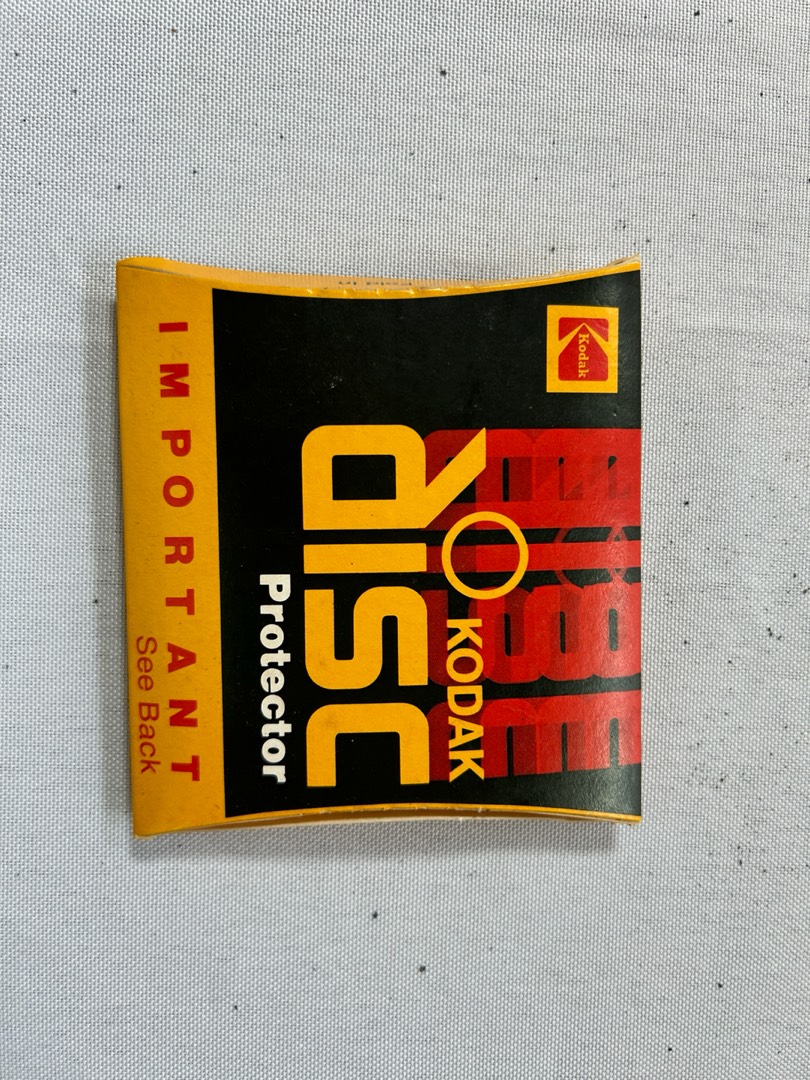 Kodak
KODAK
DISC
Protector
IMPORTANT
See Back